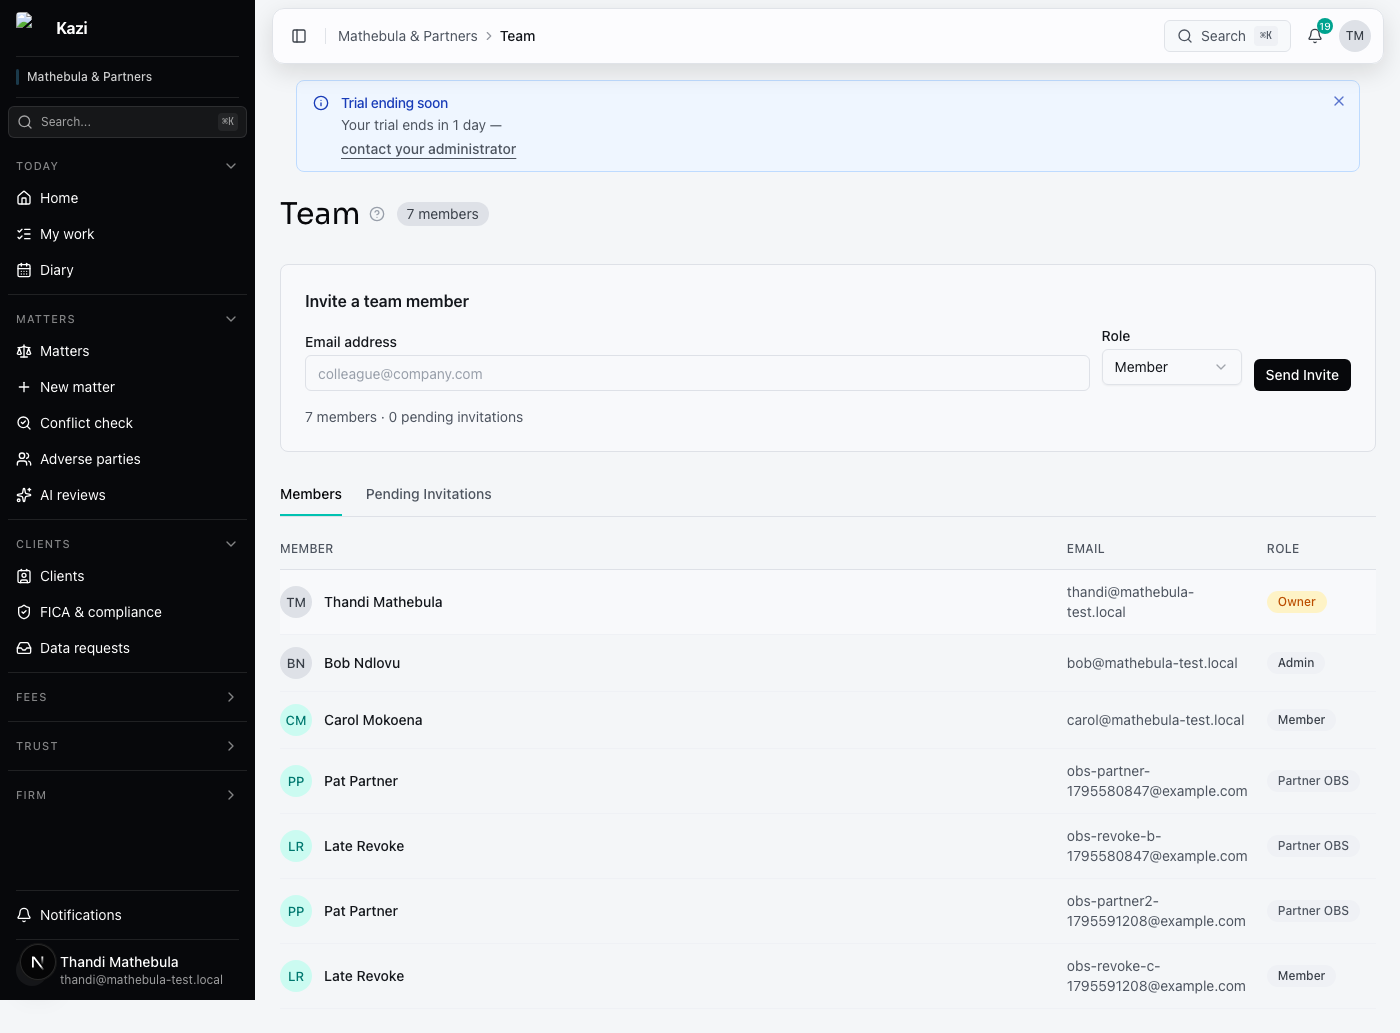 Kazi
Mathebula & Partners
Search...
⌘K
TODAY
Home
My work
Diary
MATTERS
Matters
New matter
Conflict check
Adverse parties
AI reviews
CLIENTS
Clients
FICA & compliance
Data requests
FEES
TRUST
FIRM
Notifications
N
Thandi Mathebula
thandi@mathebula-test.local
Mathebula & Partners > Team
Search ⌘K
19
TM
Trial ending soon
Your trial ends in 1 day —
contact your administrator
Team
7 members
Invite a team member
Email address
colleague@company.com
Role
Member
Send Invite
7 members · 0 pending invitations
Members
Pending Invitations
MEMBER EMAIL ROLE
TM Thandi Mathebula thandi@mathebula-
test.local Owner
BN Bob Ndlovu bob@mathebula-test.local Admin
CM Carol Mokoena carol@mathebula-test.local Member
PP Pat Partner obs-partner-
1795580847@example.com Partner OBS
LR Late Revoke obs-revoke-b-
1795580847@example.com Partner OBS
PP Pat Partner obs-partner2-
1795591208@example.com Partner OBS
LR Late Revoke obs-revoke-c-
1795591208@example.com Member